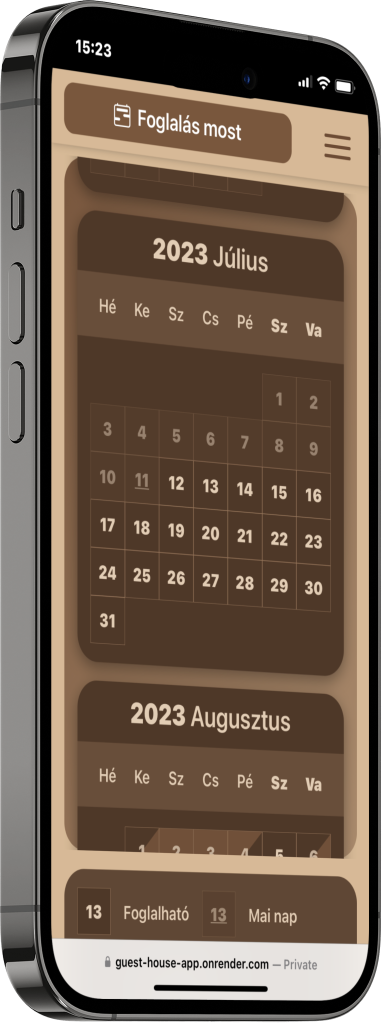 15:23
Foglalás most
2023 Július
Hé Ke Sz Cs Pé Sz Va
1 2
3 4 5 6 7 8 9
10 11 12 13 14 15 16
17 18 19 20 21 22 23
24 25 26 27 28 29 30
31
2023 Augusztus
Hé Ke Sz Cs Pé Sz Va
1 2 3 4 5 6
13 Foglalható 13 Mai nap
guest-house-app.onrender.com — Private